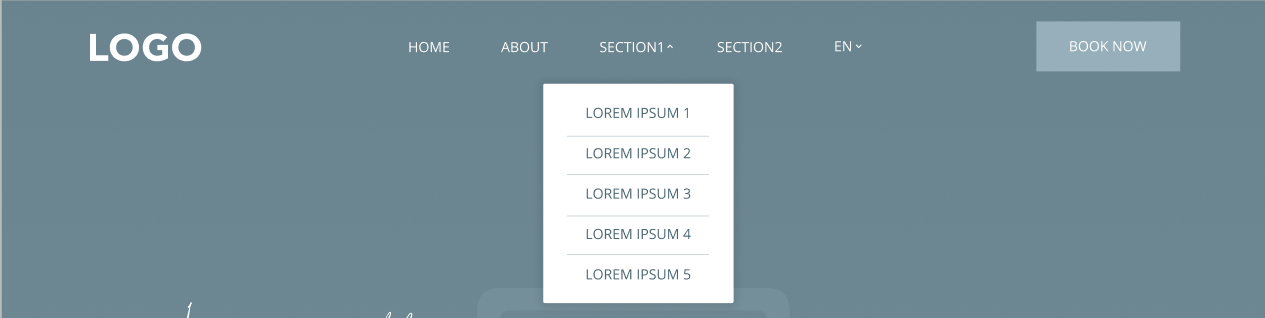 LOGO
HOME ABOUT SECTION1 SECTION2 EN BOOK NOW
LOREM IPSUM 1
LOREM IPSUM 2
LOREM IPSUM 3
LOREM IPSUM 4
LOREM IPSUM 5